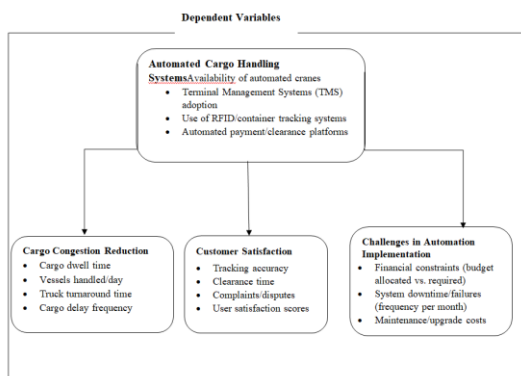 Dependent Variables
Automated Cargo Handling
SystemsAvailability of automated cranes
• Terminal Management Systems (TMS)
adoption
• Use of RFID/container tracking systems
• Automated payment/clearance platforms
Cargo Congestion Reduction
• Cargo dwell time
• Vessels handled/day
• Truck turnaround time
• Cargo delay frequency
Customer Satisfaction
• Tracking accuracy
• Clearance time
• Complaints/disputes
• User satisfaction scores
Challenges in Automation
Implementation
• Financial constraints (budget
allocated vs. required)
• System downtime/failures
(frequency per month)
• Maintenance/upgrade costs